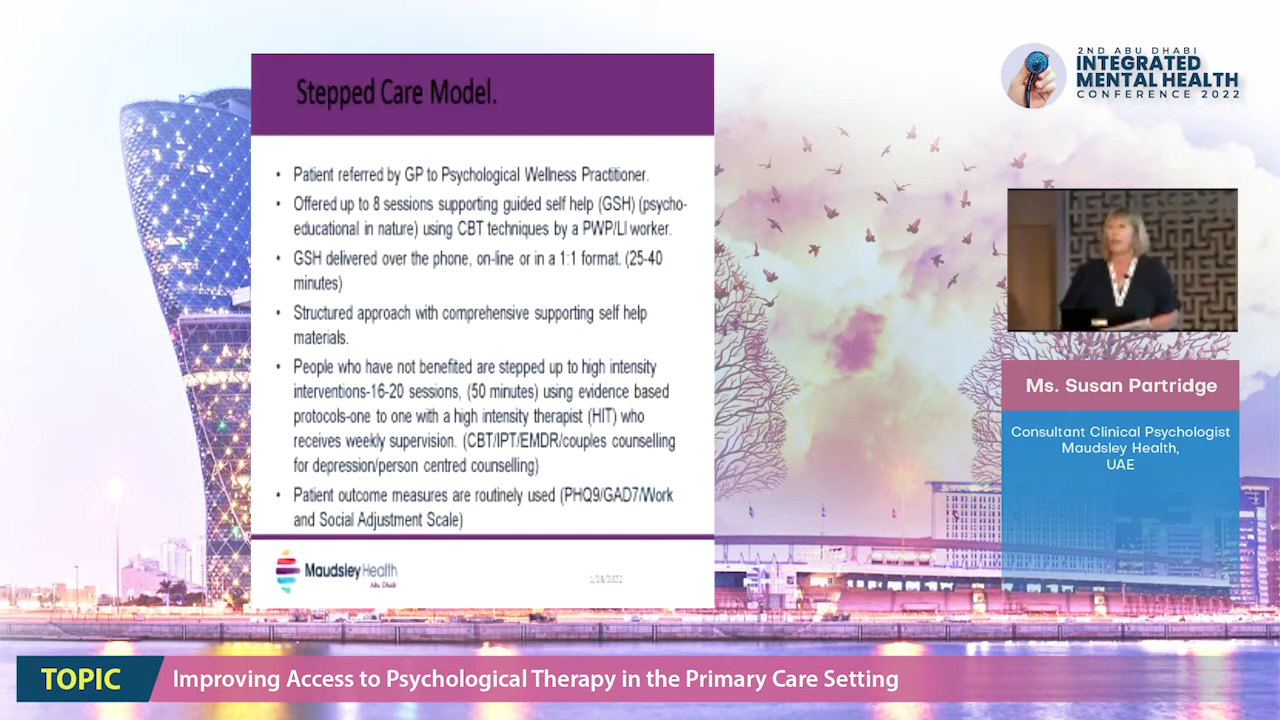 Stepped Care Model.
• Patient referred by GP to Psychological Wellness Practitioner.
• Offered up to 8 sessions supporting guided self help (GSH) (psycho-
educational in nature) using CBT techniques by a PWP/LI worker.
• GSH delivered over the phone, on-line or in a 1:1 format. (25-40
minutes)
• Structured approach with comprehensive supporting self help
materials.
• People who have not benefited are stepped up to high intensity
interventions-16-20 sessions, (50 minutes) using evidence based
protocols-one to one with a high intensity therapist (HIT) who
receives weekly supervision. (CBT/IPT/EMDR/couples counselling
for depression/person centred counselling)
• Patient outcome measures are routinely used (PHQ9/GAD7/Work
and Social Adjustment Scale)
Maudsley Health
Abu Dhabi
2ND ABU DHABI
INTEGRATED
MENTAL HEALTH
CONFERENCE 2022
Ms. Susan Partridge
Consultant Clinical Psychologist
Maudsley Health,
UAE
TOPIC
Improving Access to Psychological Therapy in the Primary Care Setting